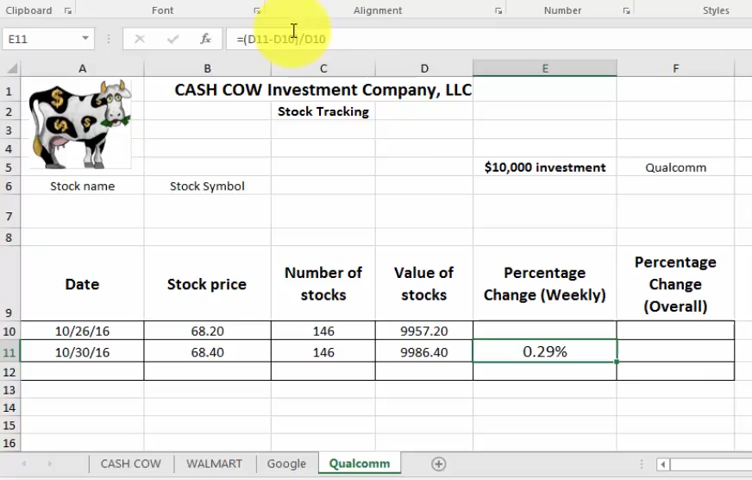 Clipboard Font Alignment Number Styles
E11 fx =(D11-D10)/D10
A B C D E F
1 CASH COW Investment Company, LLC
2 Stock Tracking
3
4
5 $10,000 investment Qualcomm
6 Stock name Stock Symbol
7
8
9 Date Stock price Number of stocks Value of stocks Percentage Change (Weekly) Percentage Change (Overall)
10 10/26/16 68.20 146 9957.20
11 10/30/16 68.40 146 9986.40 0.29%
12
13
14
15
16
CASH COW WALMART Google Qualcomm